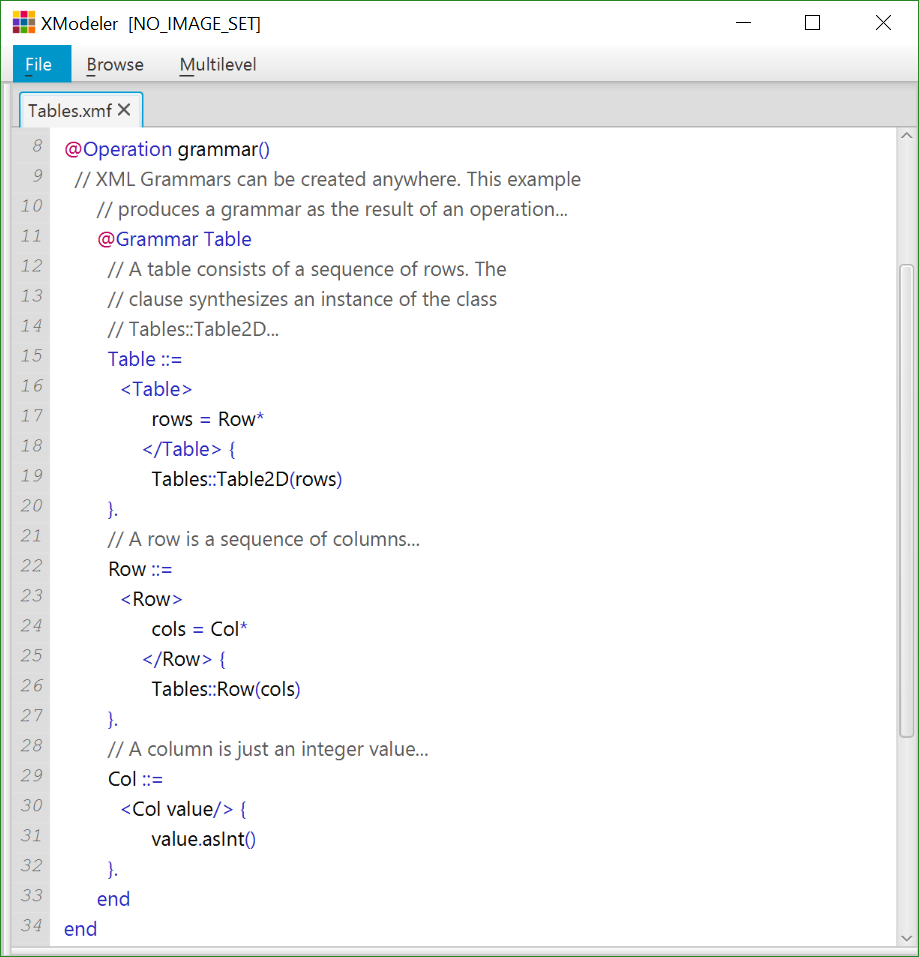 XModeler [NO_IMAGE_SET]
File Browse Multilevel
Tables.xmf
8 @Operation grammar()
9 // XML Grammars can be created anywhere. This example
10 // produces a grammar as the result of an operation...
11 @Grammar Table
12 // A table consists of a sequence of rows. The
13 // clause synthesizes an instance of the class
14 // Tables::Table2D...
15 Table ::=
16 <Table>
17 rows = Row*
18 </Table> {
19 Tables::Table2D(rows)
20 }.
21 // A row is a sequence of columns...
22 Row ::=
23 <Row>
24 cols = Col*
25 </Row> {
26 Tables::Row(cols)
27 }.
28 // A column is just an integer value...
29 Col ::=
30 <Col value/> {
31 value.asInt()
32 }.
33 end
34 end